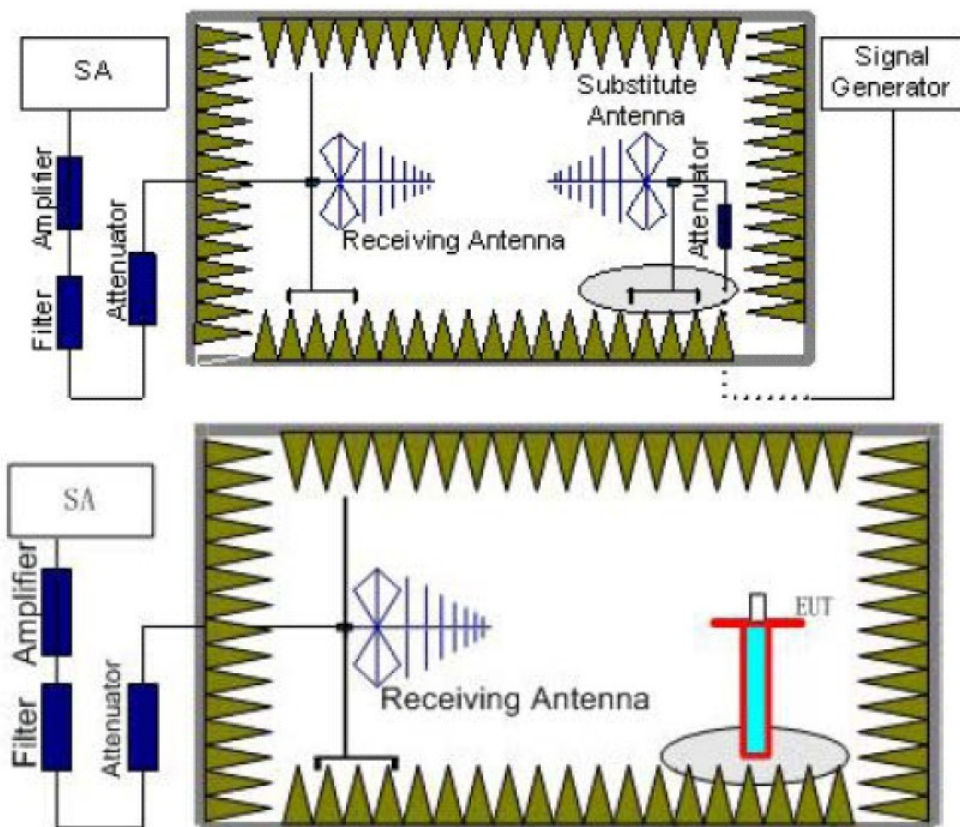 SA
Signal
Generator
Substitute
Antenna
Amplifier
Attenuator
Attenuator
Receiving Antenna
Filter
SA
Amplifier
EUT
Receiving Antenna
Filter
Attenuator